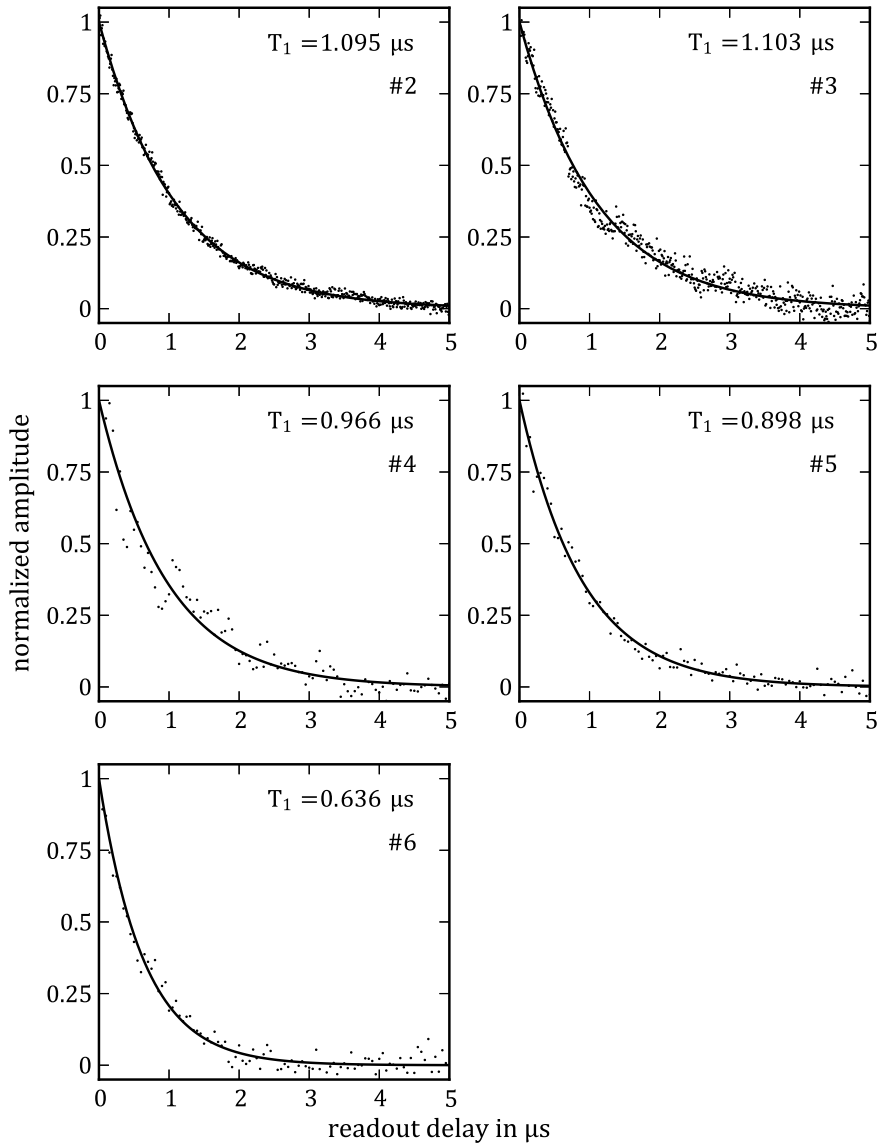 T₁ =1.095 µs
#2
1
0.75
0.5
0.25
0
0 1 2 3 4 5
T₁ =1.103 µs
#3
1
0.75
0.5
0.25
0
0 1 2 3 4 5
normalized amplitude
T₁ =0.966 µs
#4
1
0.75
0.5
0.25
0
0 1 2 3 4 5
T₁ =0.898 µs
#5
1
0.75
0.5
0.25
0
0 1 2 3 4 5
T₁ =0.636 µs
#6
1
0.75
0.5
0.25
0
0 1 2 3 4 5
readout delay in µs